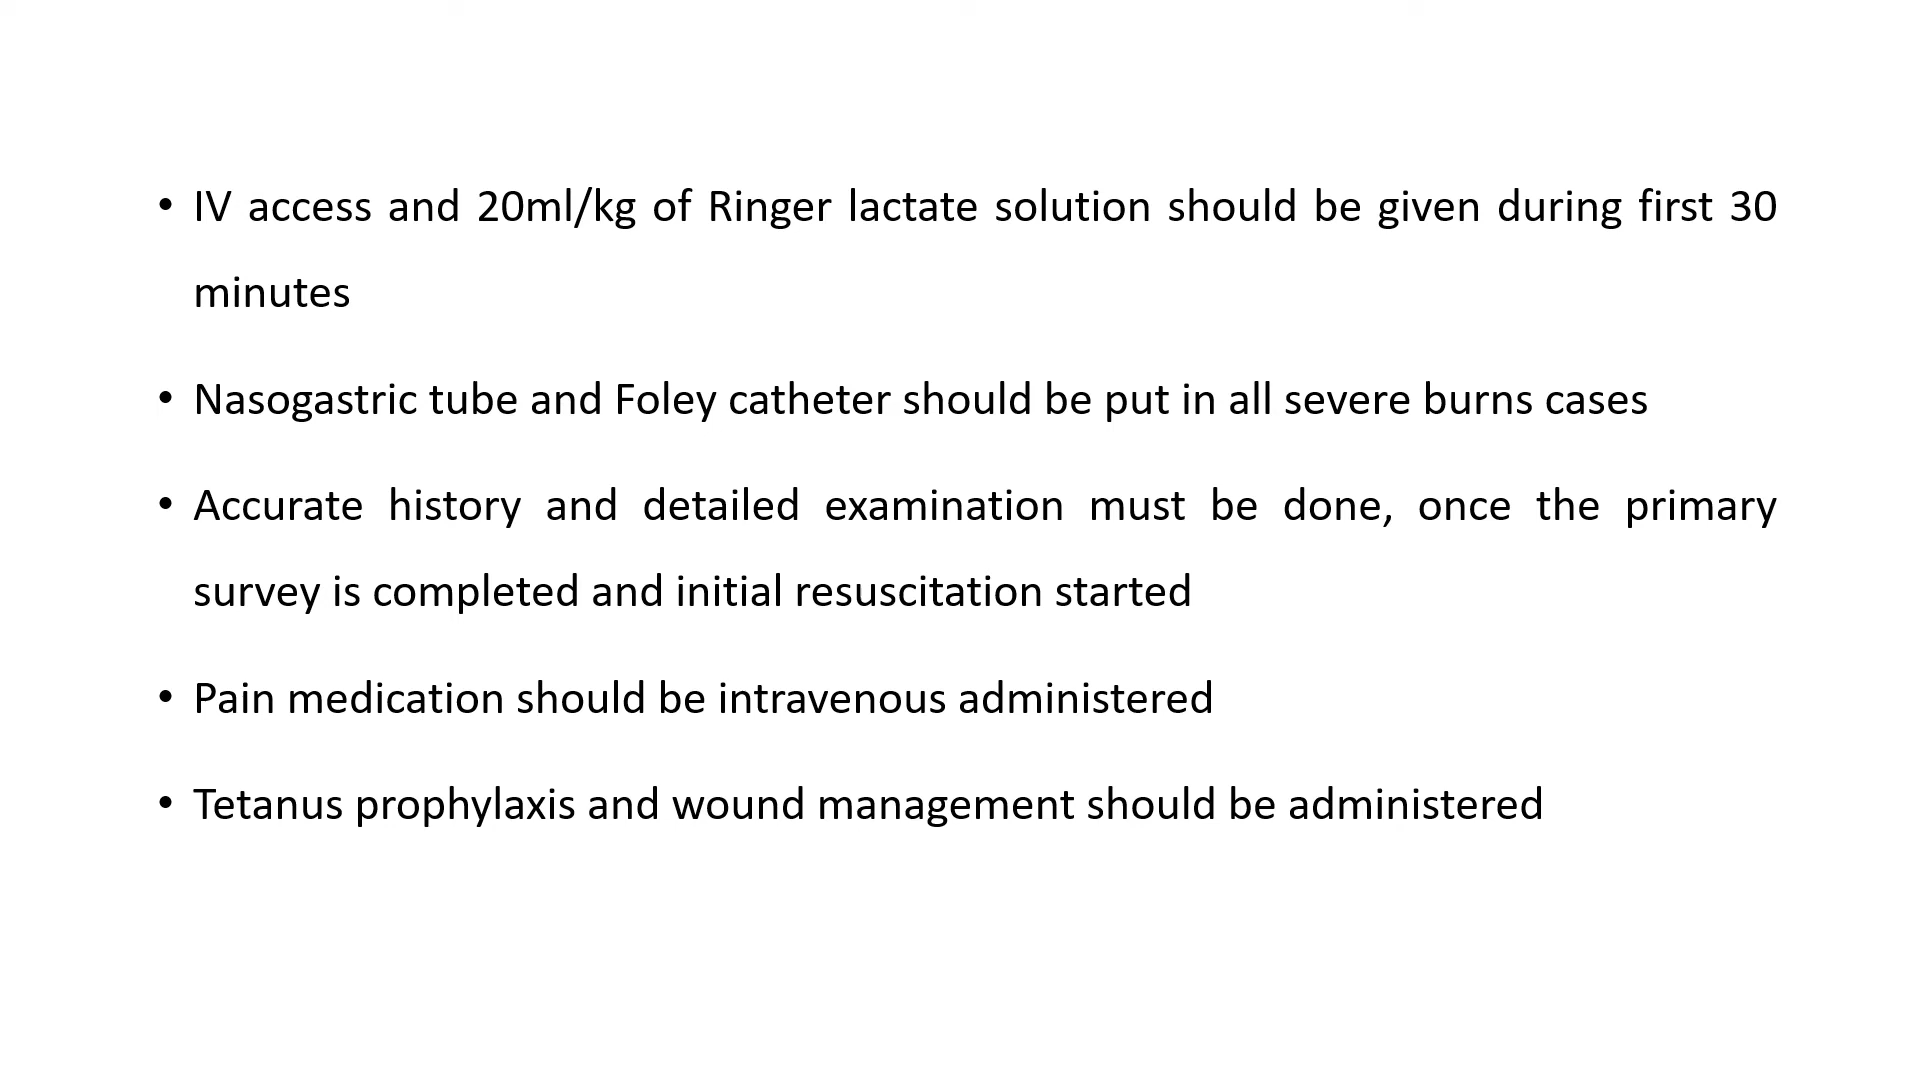 • IV access and 20ml/kg of Ringer lactate solution should be given during first 30
minutes
• Nasogastric tube and Foley catheter should be put in all severe burns cases
• Accurate history and detailed examination must be done, once the primary
survey is completed and initial resuscitation started
• Pain medication should be intravenous administered
• Tetanus prophylaxis and wound management should be administered